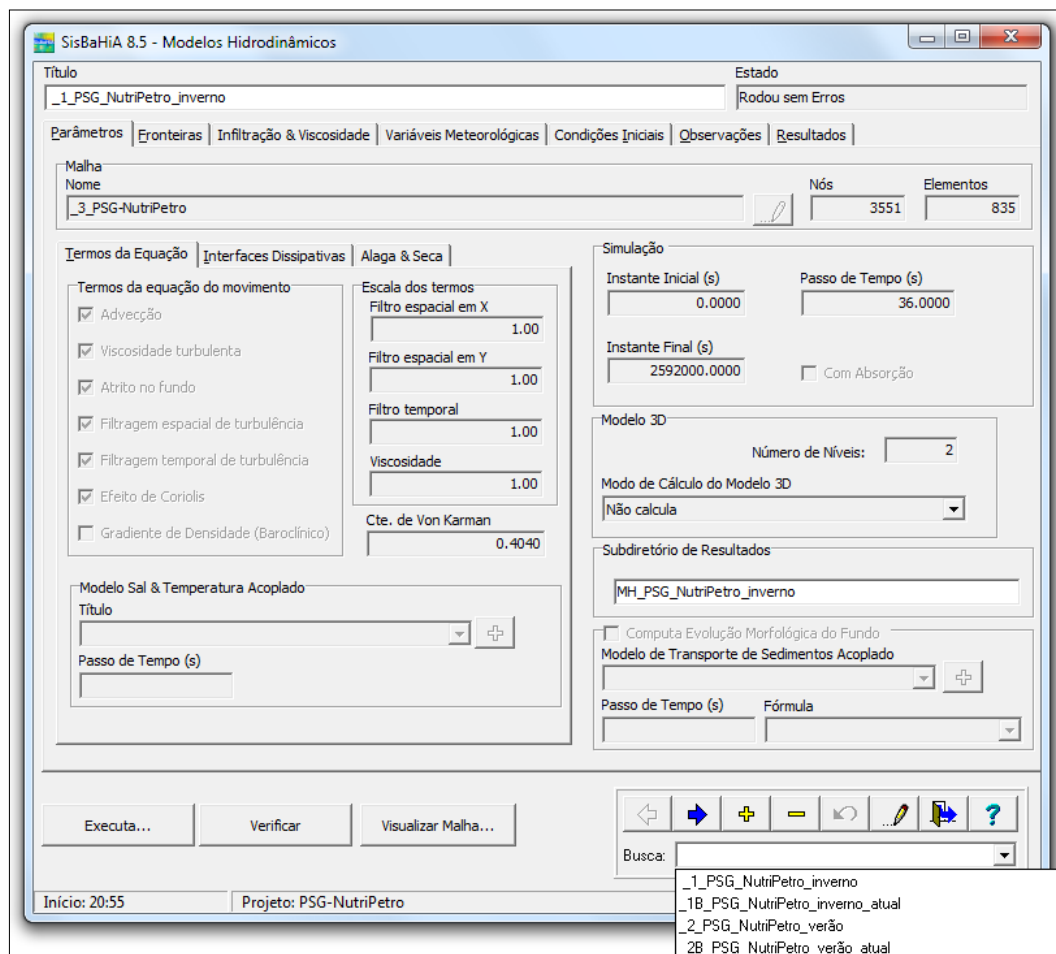 SisBaHiA 8.5 - Modelos Hidrodinâmicos
Título
Estado
_1_PSG_NutriPetro_inverno
Rodou sem Erros
Parâmetros
Fronteiras
Infiltração & Viscosidade
Variáveis Meteorológicas
Condições Iniciais
Observações
Resultados
Malha
Nome
Nós
Elementos
_3_PSG-NutriPetro
...
3551
835
Termos da Equação
Interfaces Dissipativas
Alaga & Seca
Termos da equação do movimento
Advecção
Viscosidade turbulenta
Atrito no fundo
Filtragem espacial de turbulência
Filtragem temporal de turbulência
Efeito de Coriolis
Gradiente de Densidade (Baroclínico)
Escala dos termos
Filtro espacial em X
1.00
Filtro espacial em Y
1.00
Filtro temporal
1.00
Viscosidade
1.00
Cte. de Von Karman
0.4040
Modelo Sal & Temperatura Acoplado
Título
Passo de Tempo (s)
Simulação
Instante Inicial (s)
Passo de Tempo (s)
0.0000
36.0000
Instante Final (s)
2592000.0000
Com Absorção
Modelo 3D
Número de Níveis:
2
Modo de Cálculo do Modelo 3D
Não calcula
Subdiretório de Resultados
MH_PSG_NutriPetro_inverno
Computa Evolução Morfológica do Fundo
Modelo de Transporte de Sedimentos Acoplado
Passo de Tempo (s)
Fórmula
Executa...
Verificar
Visualizar Malha...
...
?
Busca:
_1_PSG_NutriPetro_inverno
_1B_PSG_NutriPetro_inverno_atual
_2_PSG_NutriPetro_verão
_2B_PSG_NutriPetro_verão_atual
Início: 20:55
Projeto: PSG-NutriPetro